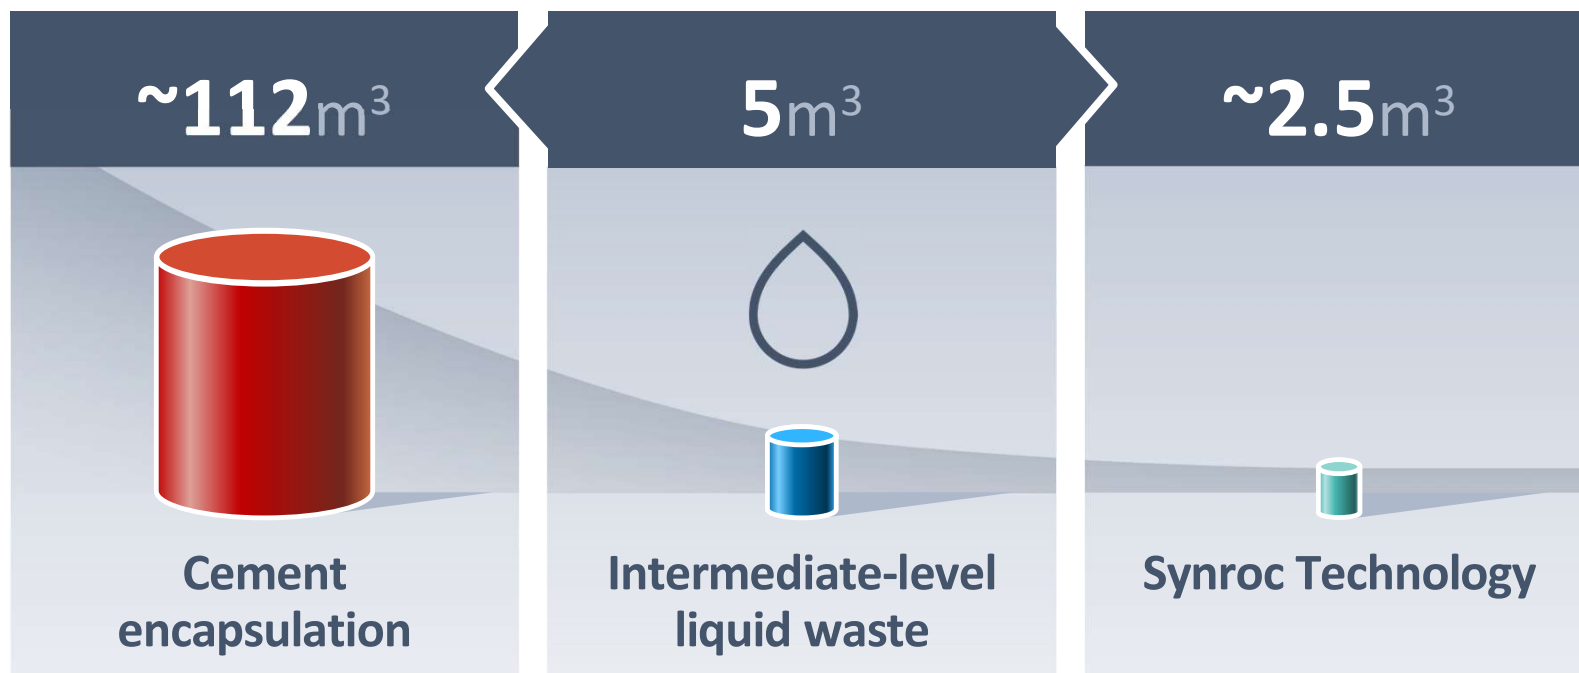 ~112m³
5m³
~2.5m³
Cement
encapsulation
Intermediate-level
liquid waste
Synroc Technology